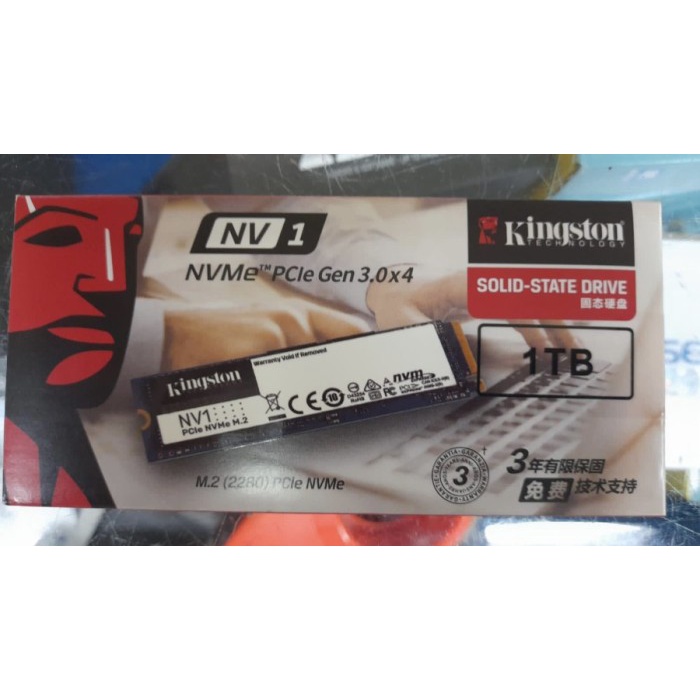 NV 1
NVMe™ PCIe Gen 3.0x4
Kingston
TECHNOLOGY
SOLID-STATE DRIVE
固态硬盘
1TB
Warranty Void If Removed
Kingston
NV1
PCIe NVMe M.2
nvm
M.2 (2280) PCIe NVMe
3
3年有限保固
免费 技术支持